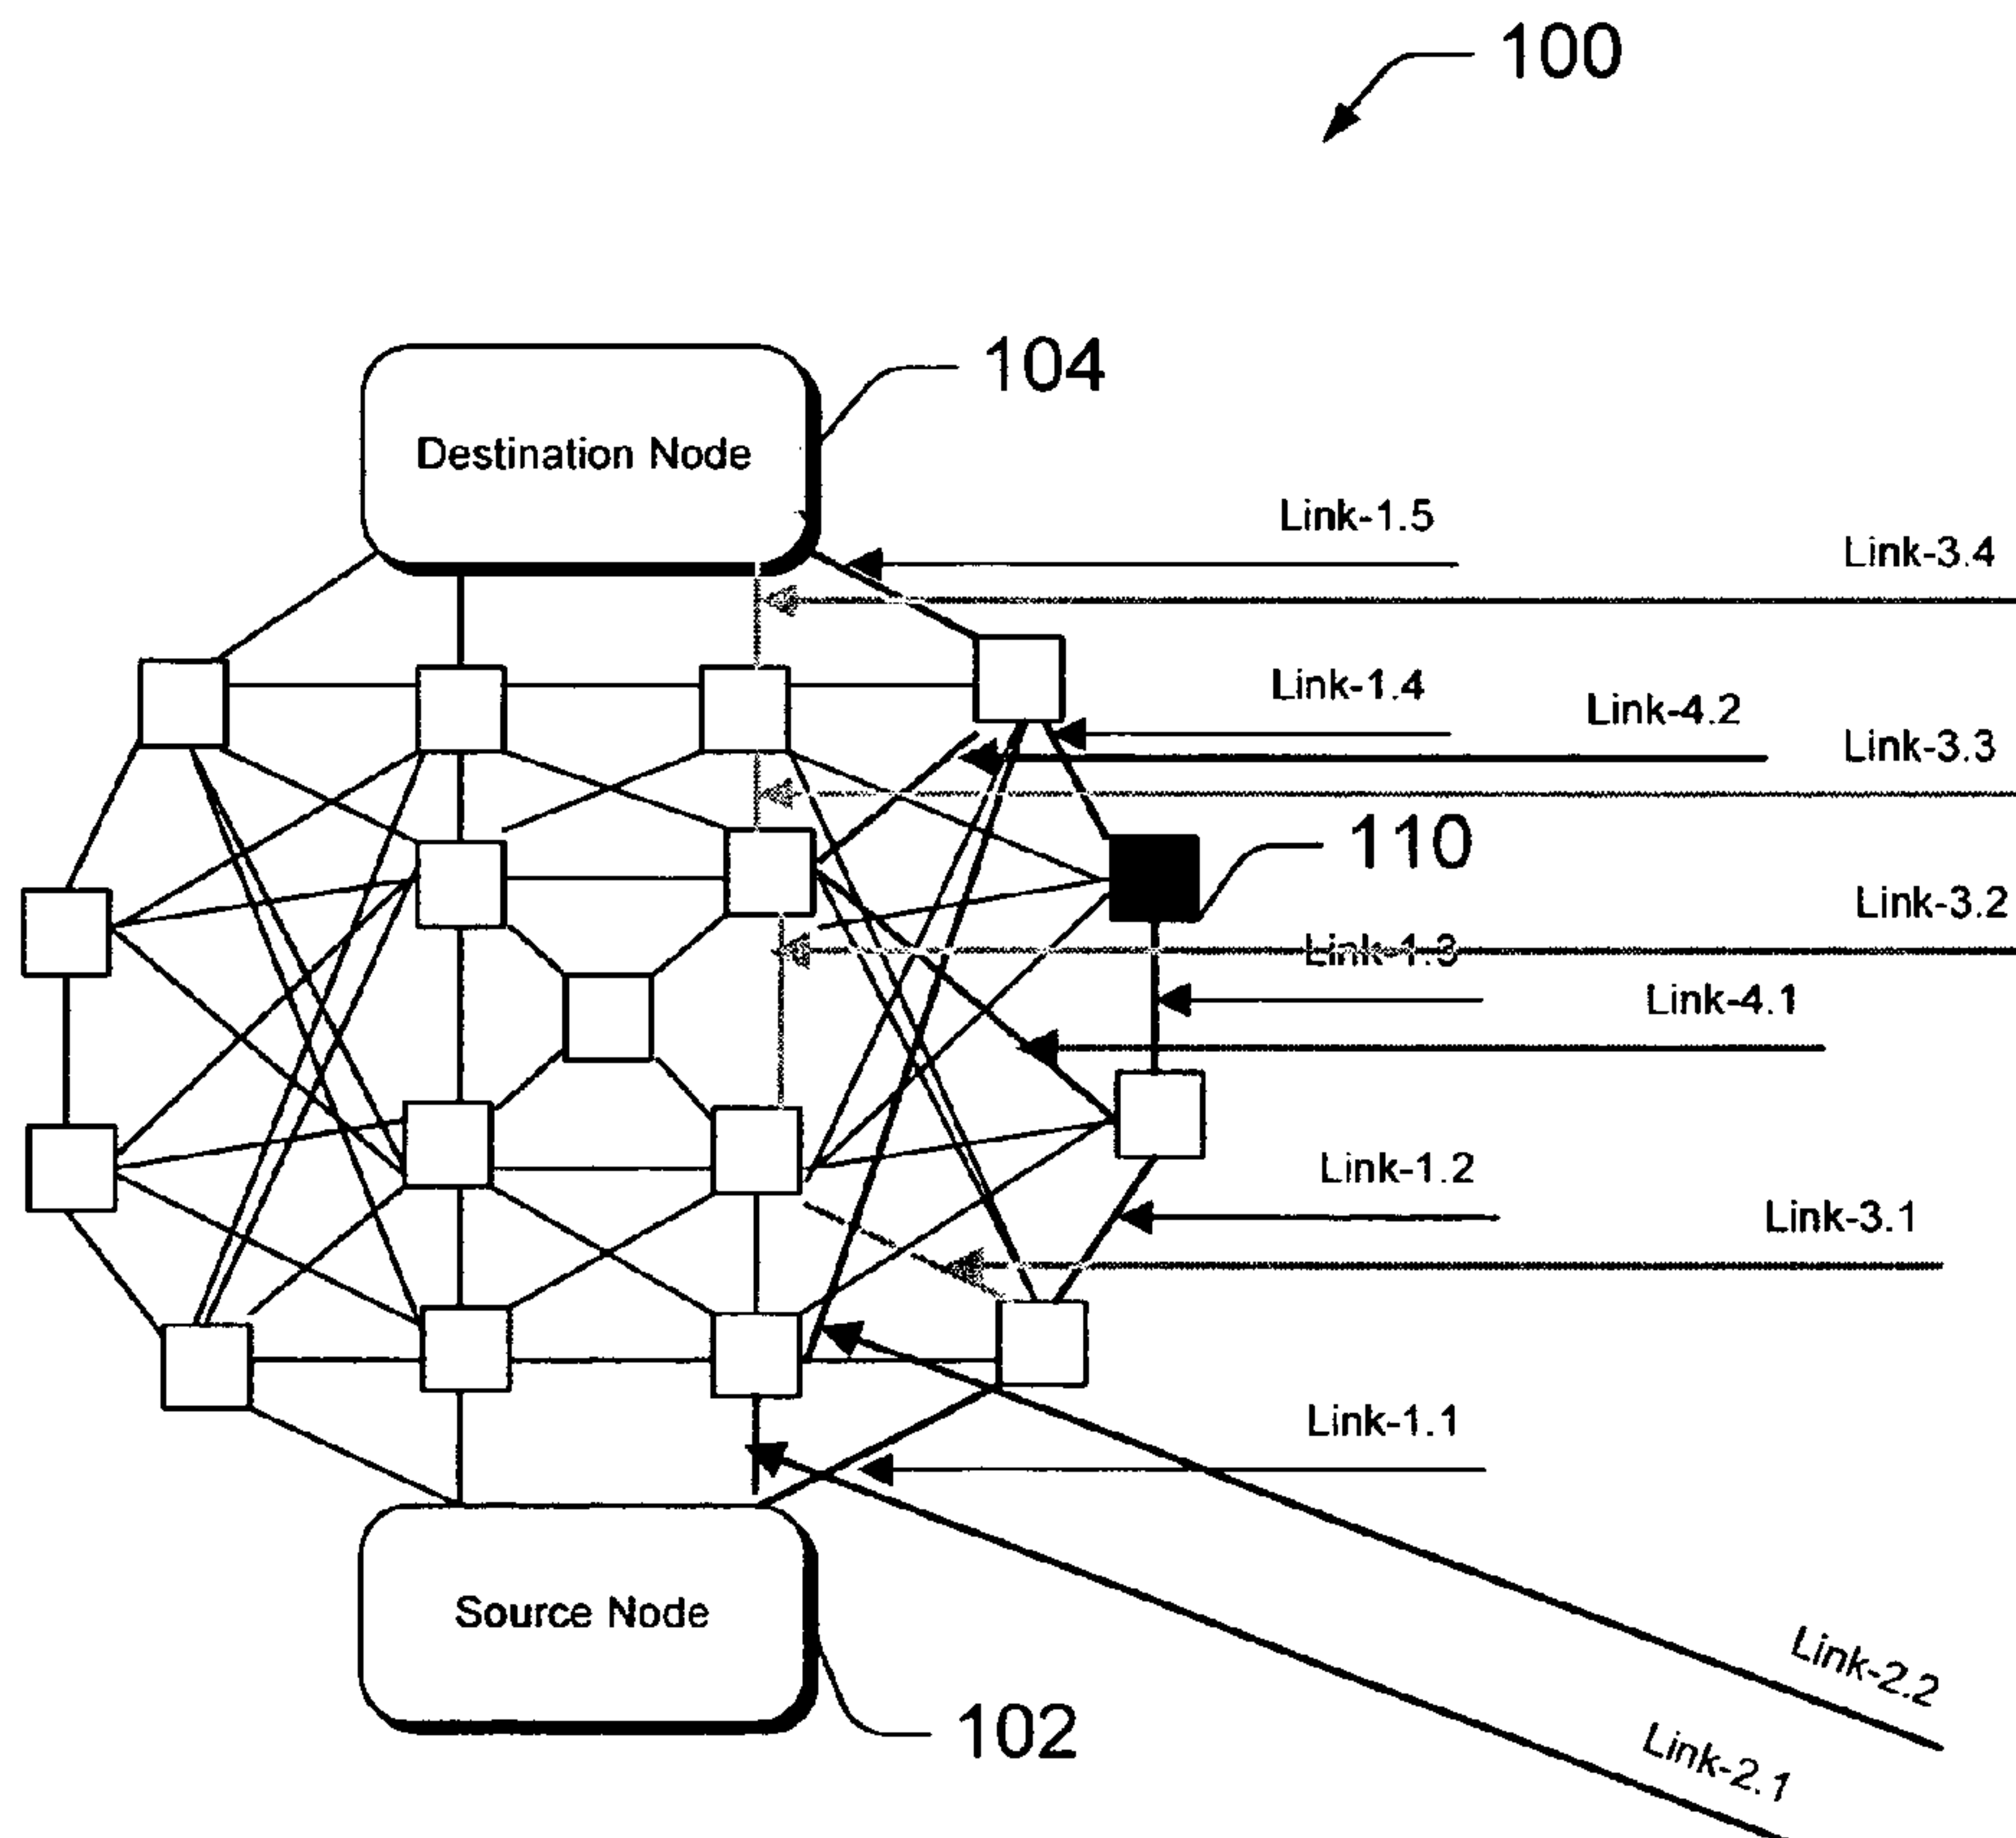 100
104
Destination Node
Link-1.5
Link-3.4
Link-1.4
Link-4.2
Link-3.3
110
Link-3.2
Link-1.3
Link-4.1
Link-1.2
Link-3.1
Link-1.1
Source Node
Link-2.2
102
Link-2.1